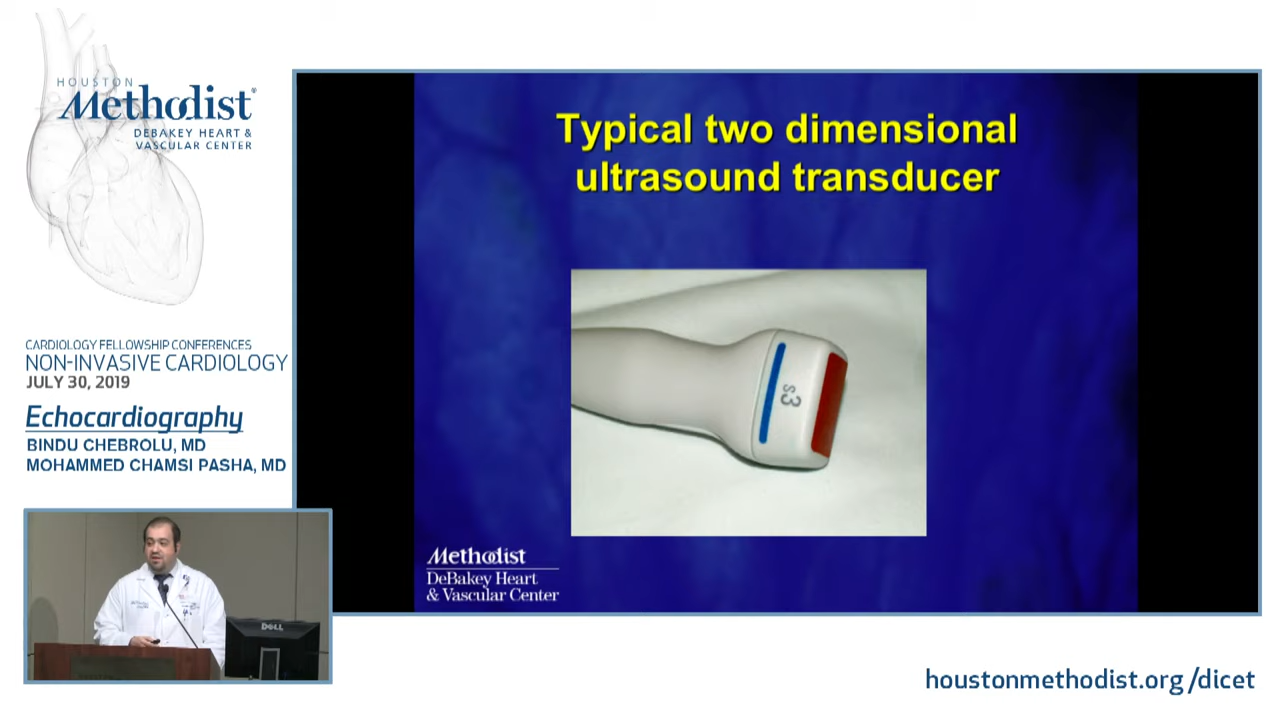 HOUSTON
Methodist®
DEBAKEY HEART &
VASCULAR CENTER
CARDIOLOGY FELLOWSHIP CONFERENCES
NON-INVASIVE CARDIOLOGY
JULY 30, 2019
Echocardiography
BINDU CHEBROLU, MD
MOHAMMED CHAMSI PASHA, MD
Typical two dimensional
ultrasound transducer
s3
Methodist
DeBakey Heart
& Vascular Center
DELL
houstonmethodist.org/dicet